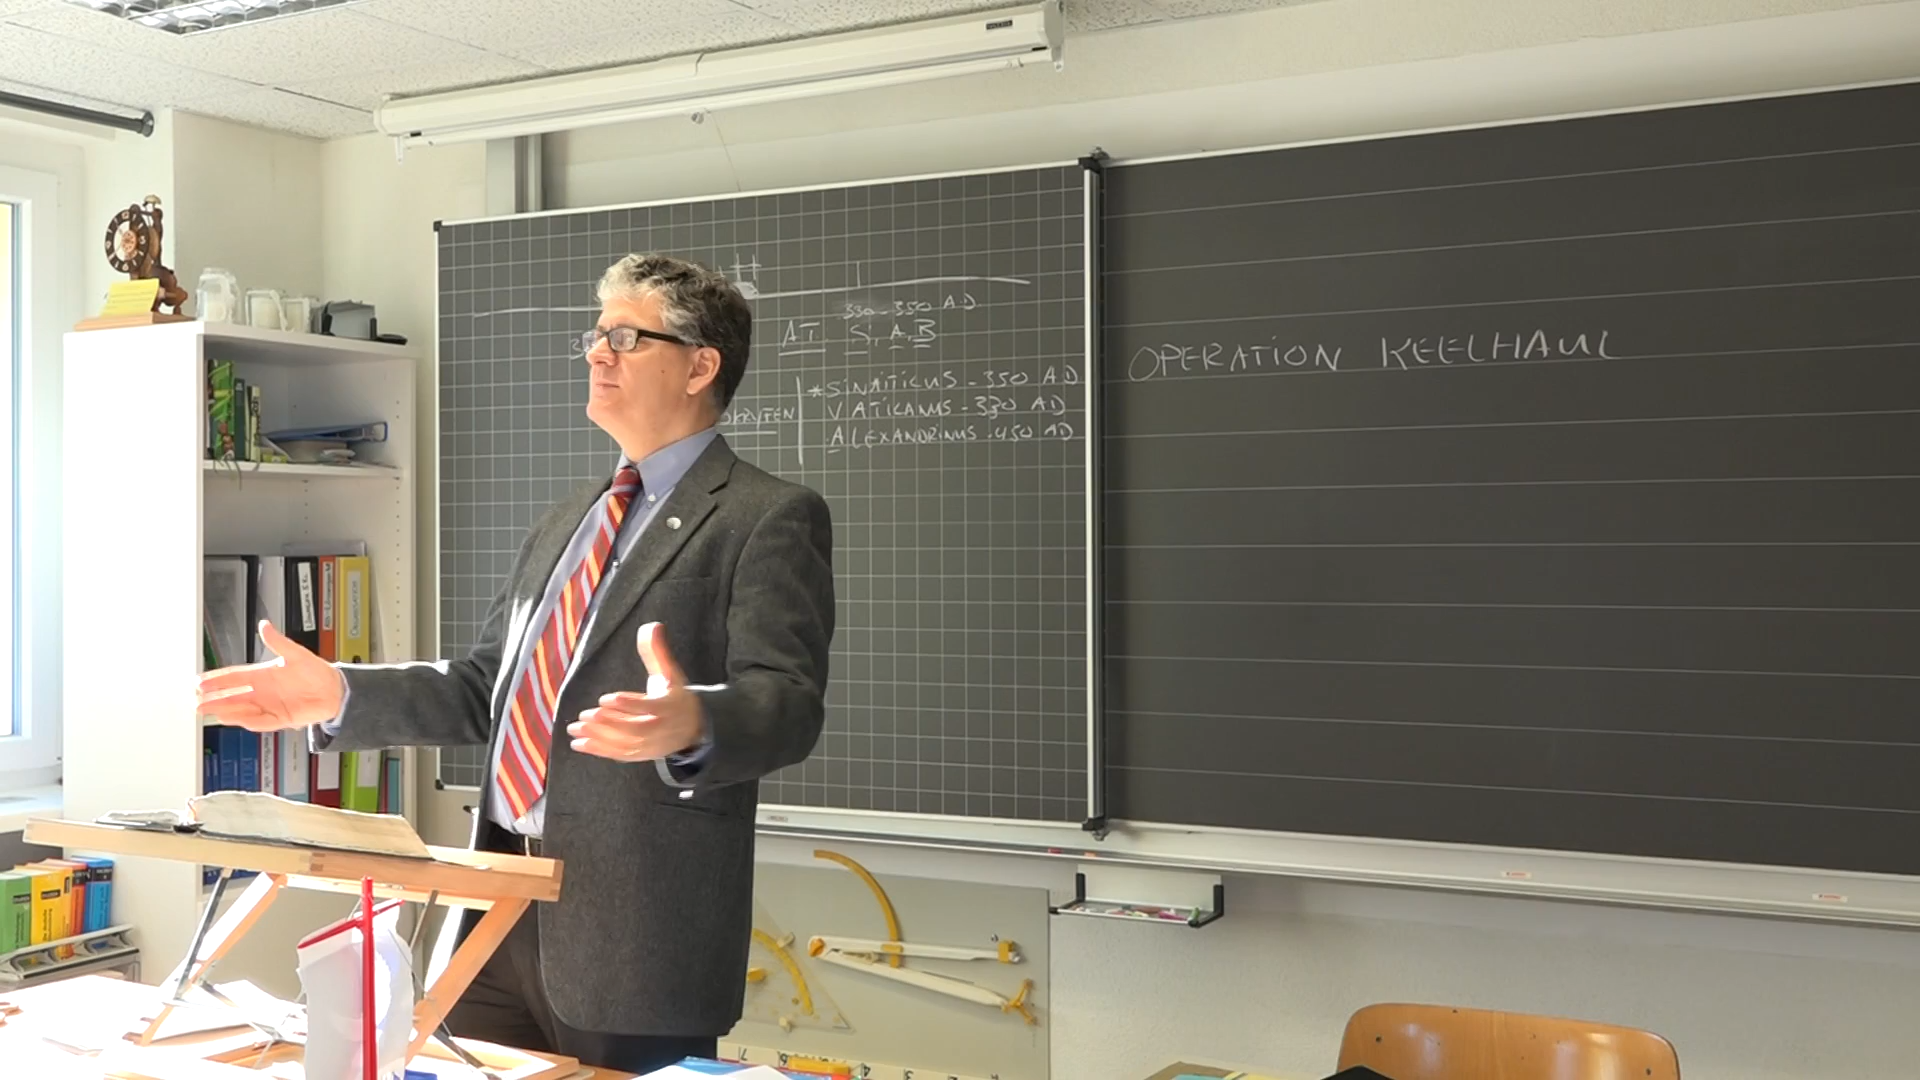 330-350 AD
AT. S, A, B
*SINAITICUS - 350 AD
VATICANUS - 330 AD
ALEXANDRINUS . 450 AD
OPERATION KEELHAUL